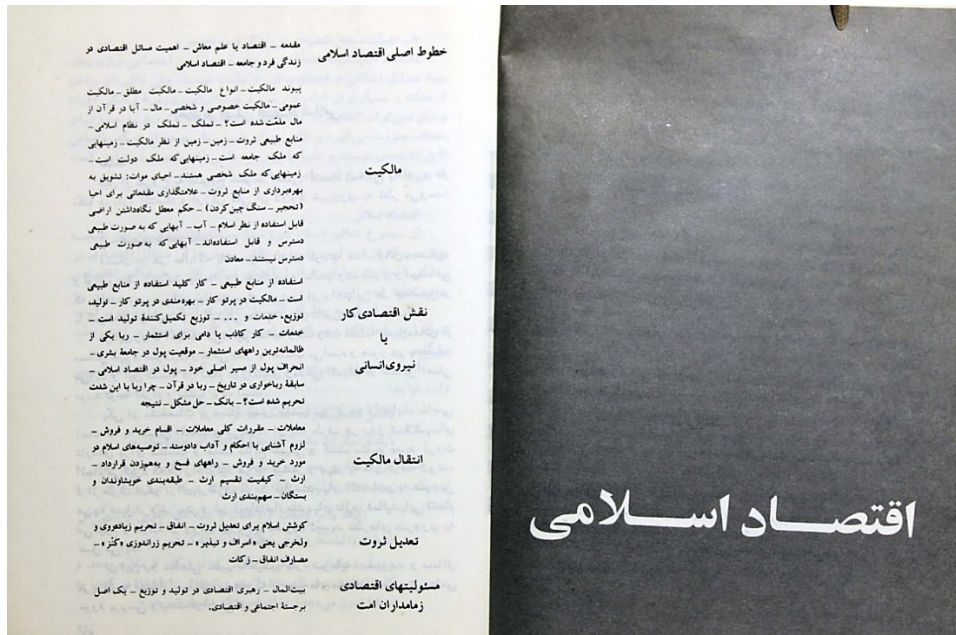 اقتصاد اسلامی
خطوط اصلی اقتصاد اسلامی
مقدمه – اقتصاد یا علم معاش – اهمیت مسائل اقتصادی در
زندگی فرد و جامعه – اقتصاد اسلامی
مالکیت
پیوند مالکیت – انواع مالکیت – مالکیت مطلق – مالکیت
عمومی – مالکیت خصوصی و شخصی – مال – آیا در قرآن از
مال مذمّت شده است؟ – تملک – تملک در نظام اسلامی –
منابع طبیعی ثروت – زمین – زمین از نظر مالکیت – زمینهایی
که ملک جامعه است – زمینهایی که ملک دولت است –
زمینهایی که ملک شخصی هستند – احیای موات: تشویق به
بهره‌برداری از منابع ثروت – علامتگذاری مقدماتی برای احیا
(تحجیر – سنگ چین کردن) – حکم معطل نگاه‌داشتن اراضی
قابل استفاده از نظر اسلام – آب – آبهایی که به صورت طبیعی
دسترس و قابل استفاده‌اند – آبهایی که به صورت طبیعی
دسترس نیستند – معادن
نقش اقتصادی کار
یا
نیروی انسانی
استفاده از منابع طبیعی – کار کلید استفاده از منابع طبیعی
است – مالکیت در پرتو کار – بهره‌مندی در پرتو کار – تولید،
توزیع، خدمات و ... – توزیع تکمیل‌کنندهٔ تولید است –
خدمات – کار کاذب یا دامی برای استثمار – ربا یکی از
ظالمانه‌ترین راههای استثمار – موقعیت پول در جامعهٔ بشری –
انحراف پول از مسیر اصلی خود – پول در اقتصاد اسلامی –
سابقهٔ رباخواری در تاریخ – ربا در قرآن – چرا ربا با این شدت
تحریم شده است؟ – بانک – حل مشکل – نتیجه
انتقال مالکیت
معاملات – مقررات کلی معاملات – اقسام خرید و فروش –
لزوم آشنایی با احکام و آداب دادوستد – توصیه‌های اسلام در
مورد خرید و فروش – راههای فسخ و به‌هم‌زدن قرارداد –
ارث – کیفیت تقسیم ارث – طبقه‌بندی خویشاوندان و
بستگان – سهم‌بندی ارث
تعدیل ثروت
کوشش اسلام برای تعدیل ثروت – انفاق – تحریم زیاده‌روی و
ولخرجی یعنی «اسراف و تبذیر» – تحریم زراندوزی «کَنْز» –
مصارف انفاق – زکات
مسئولیتهای اقتصادی
زمامداران امت
بیت‌المال – رهبری اقتصادی در تولید و توزیع – یک اصل
برجستهٔ اجتماعی و اقتصادی.